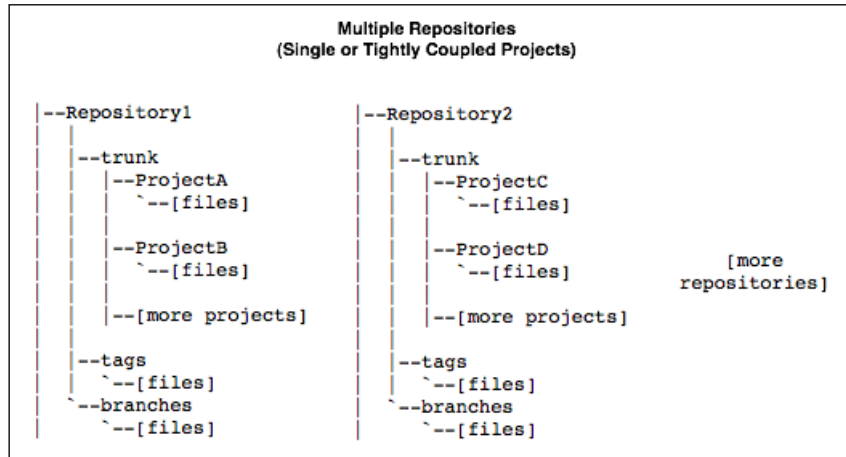 Multiple Repositories
(Single or Tightly Coupled Projects)
|--Repository1
|  |
|  |--trunk
|  |  |--ProjectA
|  |  |  `--[files]
|  |  |
|  |  |--ProjectB
|  |  |  `--[files]
|  |  |
|  |  |--[more projects]
|  |
|  |--tags
|  |  `--[files]
|  `--branches
|     `--[files]
|--Repository2
|  |
|  |--trunk
|  |  |--ProjectC
|  |  |  `--[files]
|  |  |
|  |  |--ProjectD
|  |  |  `--[files]
|  |  |
|  |  |--[more projects]
|  |
|  |--tags
|  |  `--[files]
|  `--branches
|     `--[files]
[more
repositories]